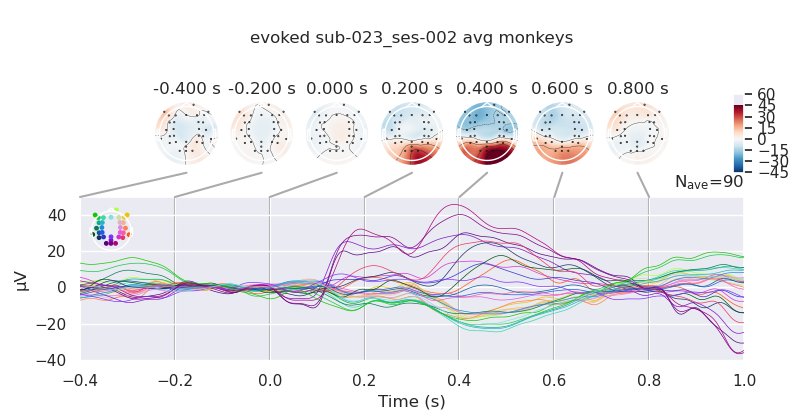 evoked sub-023_ses-002 avg monkeys
-0.400 s -0.200 s 0.000 s 0.200 s 0.400 s 0.600 s 0.800 s
60
45
30
15
0
−15
−30
−45
Nave=90
40
20
0
−20
−40
µV
−0.4 −0.2 0.0 0.2 0.4 0.6 0.8 1.0
Time (s)